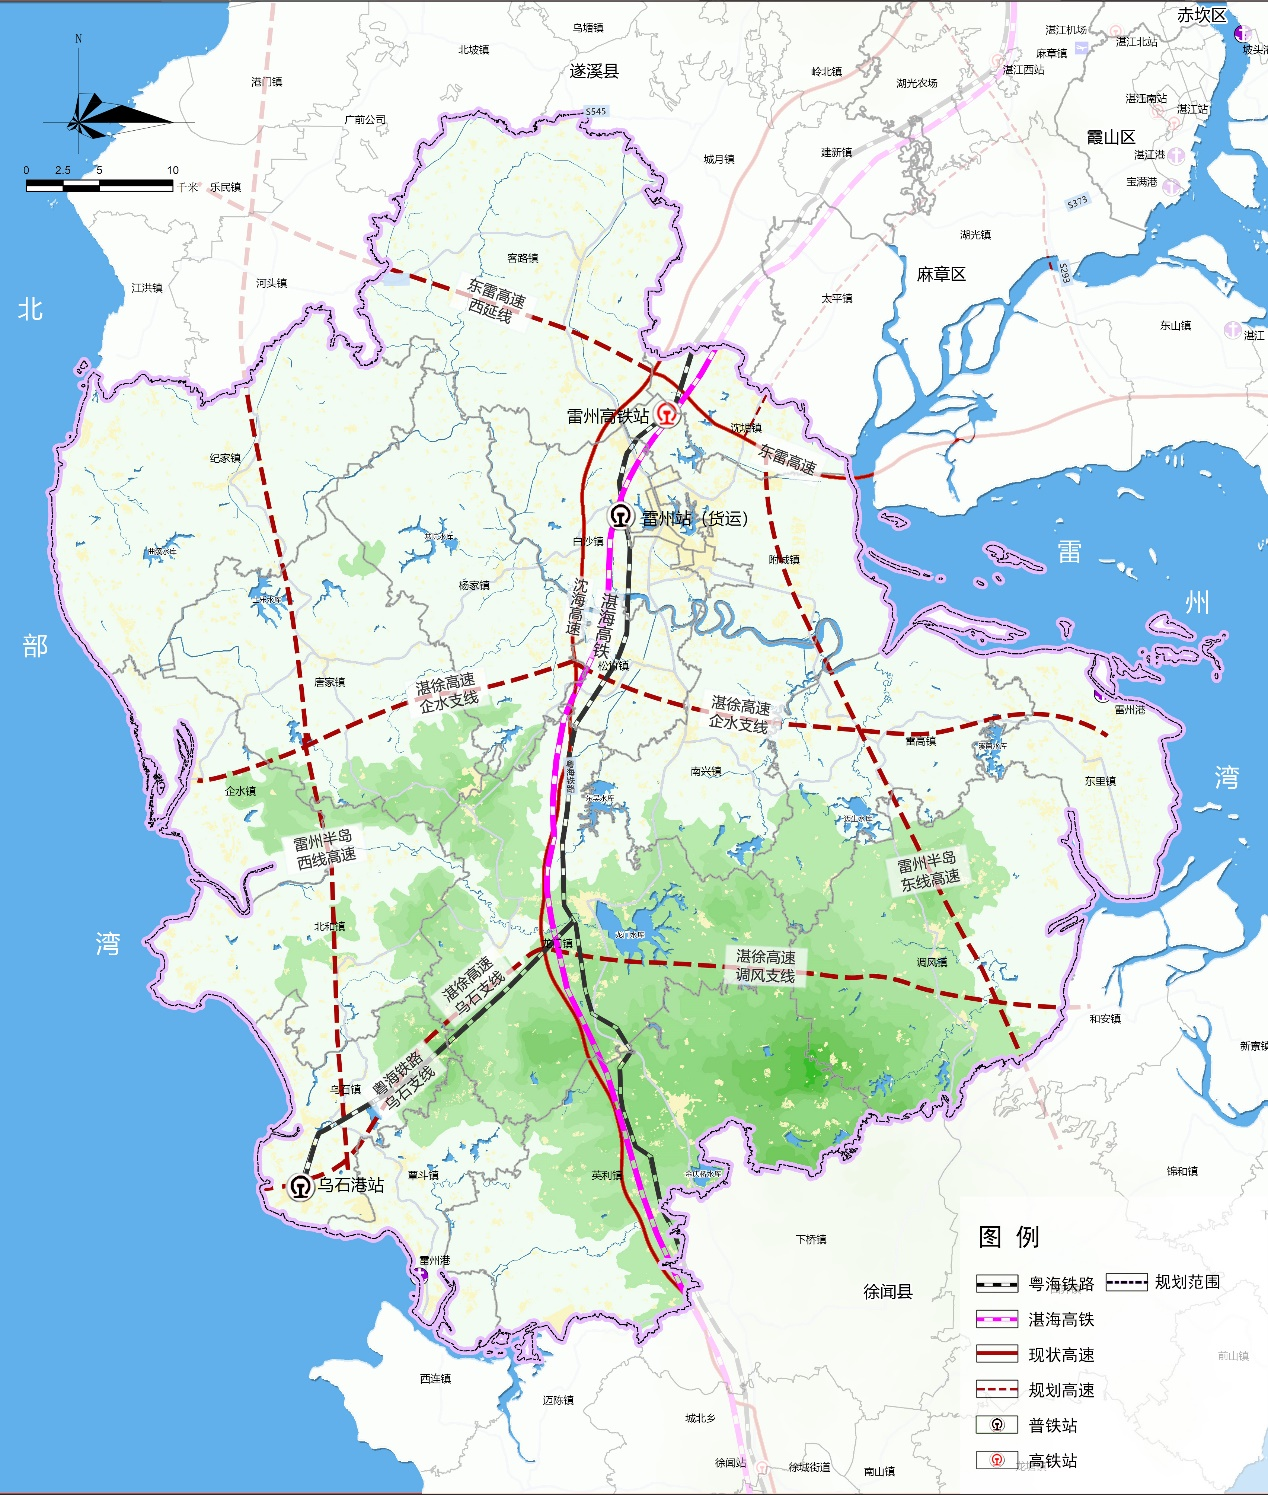 赤坎区
乌塘镇
湛江机场
坡头
湛江北站
北坡镇
麻章镇
N
遂溪县
岭北镇
湛江西站
港门镇
湖光农场
湛江南站
湛江站
S545
广前公司
霞山区
建新镇
湛江港
城月镇
0 2.5 5 10
千米
乐民镇
宝满港
S373
湖光镇
客路镇
S293
麻章区
河头镇
江洪镇
东雷高速
西延线
太平镇
北
东山镇
湛江
雷州高铁站
沈塘镇
纪家镇
东雷高速
雷州站（货运）
白沙镇
雷
附城镇
杨家镇
沈海高速
湛海高铁
州
部
松竹镇
唐家镇
湛徐高速
企水支线
湛徐高速
企水支线
雷州港
雷高镇
粤海铁路
南兴镇
湾
东里镇
企水镇
雷州半岛
西线高速
雷州半岛
东线高速
北和镇
湾
龙门水库
湛徐高速
调风支线
调风镇
湛徐高速
乌石支线
和安镇
粤海铁路
乌石支线
乌石镇
英利镇
覃斗镇
锦和镇
乌石港站
下桥镇
雷州港
徐闻县
图 例
粤海铁路
规划范围
湛海高铁
现状高速
规划高速
普铁站
高铁站
前山镇
西连镇
迈陈镇
城北乡
徐闻站
徐城街道
南山镇